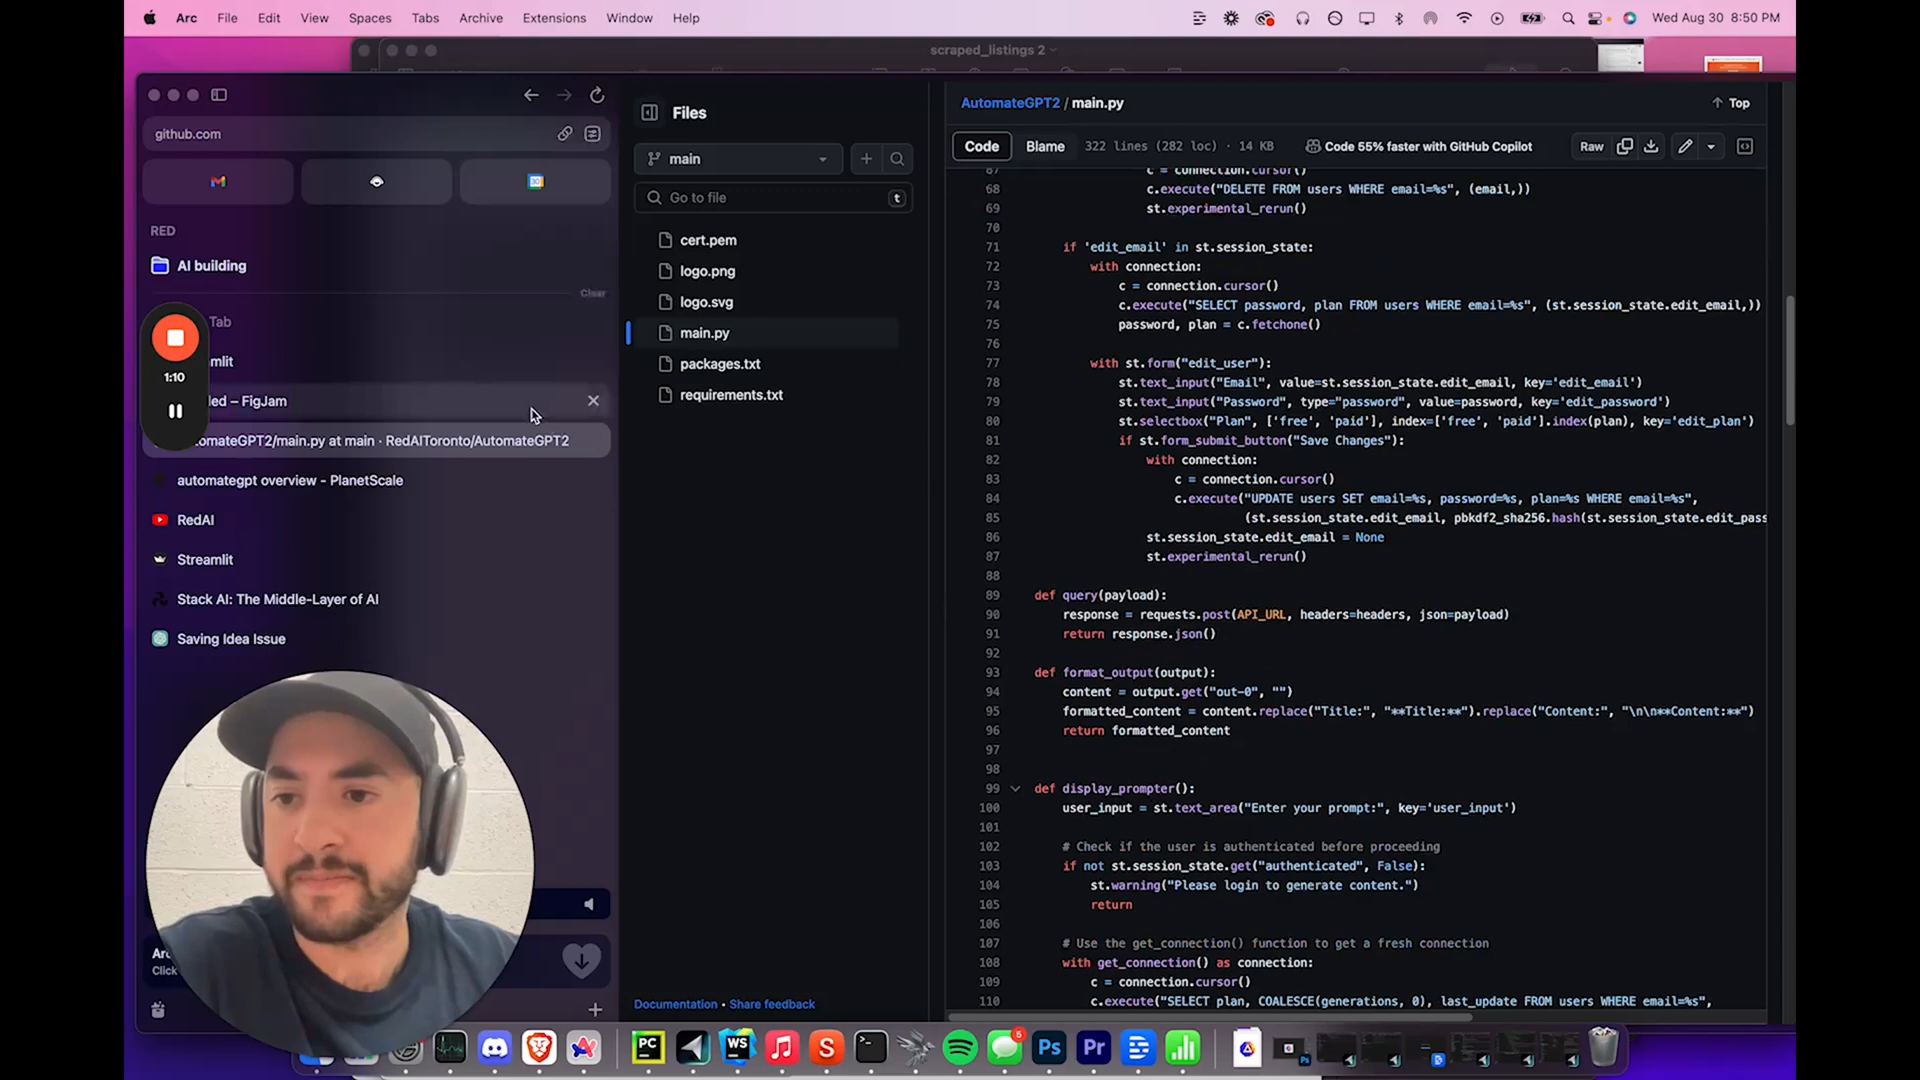 Arc File Edit View Spaces Tabs Archive Extensions Window Help
Wed Aug 30 8:50 PM
scraped_listings 2
github.com
30
RED
AI building
Clear
Tab
mlit
led – FigJam
tomateGPT2/main.py at main · RedAIToronto/AutomateGPT2
automategpt overview - PlanetScale
RedAI
Streamlit
Stack AI: The Middle-Layer of AI
Saving Idea Issue
1:10
Arc
Click
Files
main
Go to file
t
cert.pem
logo.png
logo.svg
main.py
packages.txt
requirements.txt
Documentation • Share feedback
AutomateGPT2 / main.py
Top
Code Blame 322 lines (282 loc) · 14 KB Code 55% faster with GitHub Copilot Raw
67 c = connection.cursor()
68 c.execute("DELETE FROM users WHERE email=%s", (email,))
69 st.experimental_rerun()
70
71 if 'edit_email' in st.session_state:
72 with connection:
73 c = connection.cursor()
74 c.execute("SELECT password, plan FROM users WHERE email=%s", (st.session_state.edit_email,))
75 password, plan = c.fetchone()
76
77 with st.form("edit_user"):
78 st.text_input("Email", value=st.session_state.edit_email, key='edit_email')
79 st.text_input("Password", type="password", value=password, key='edit_password')
80 st.selectbox("Plan", ['free', 'paid'], index=['free', 'paid'].index(plan), key='edit_plan')
81 if st.form_submit_button("Save Changes"):
82 with connection:
83 c = connection.cursor()
84 c.execute("UPDATE users SET email=%s, password=%s, plan=%s WHERE email=%s",
85 (st.session_state.edit_email, pbkdf2_sha256.hash(st.session_state.edit_pass
86 st.session_state.edit_email = None
87 st.experimental_rerun()
88
89 def query(payload):
90 response = requests.post(API_URL, headers=headers, json=payload)
91 return response.json()
92
93 def format_output(output):
94 content = output.get("out-0", "")
95 formatted_content = content.replace("Title:", "**Title:**").replace("Content:", "\n\n**Content:**")
96 return formatted_content
97
98
99 def display_prompter():
100 user_input = st.text_area("Enter your prompt:", key='user_input')
101
102 # Check if the user is authenticated before proceeding
103 if not st.session_state.get("authenticated", False):
104 st.warning("Please login to generate content.")
105 return
106
107 # Use the get_connection() function to get a fresh connection
108 with get_connection() as connection:
109 c = connection.cursor()
110 c.execute("SELECT plan, COALESCE(generations, 0), last_update FROM users WHERE email=%s",
PC WS S 6 Ps Pr